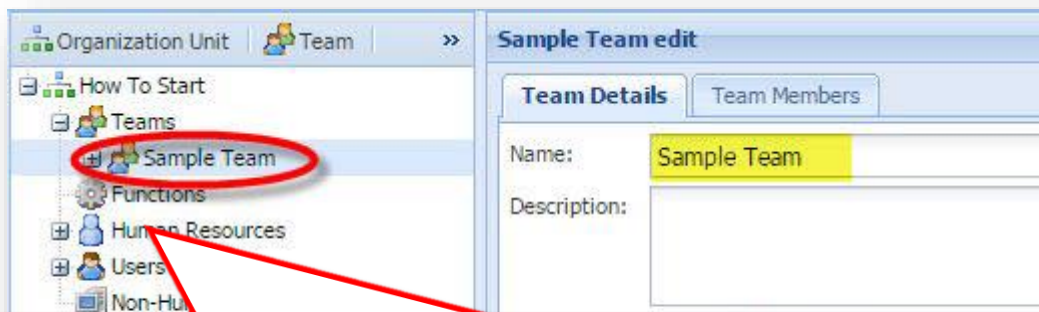 Organization Unit Team »
How To Start
Teams
Sample Team
Functions
Human Resources
Users
Sample Team edit
Team Details Team Members
Name: Sample Team
Description: